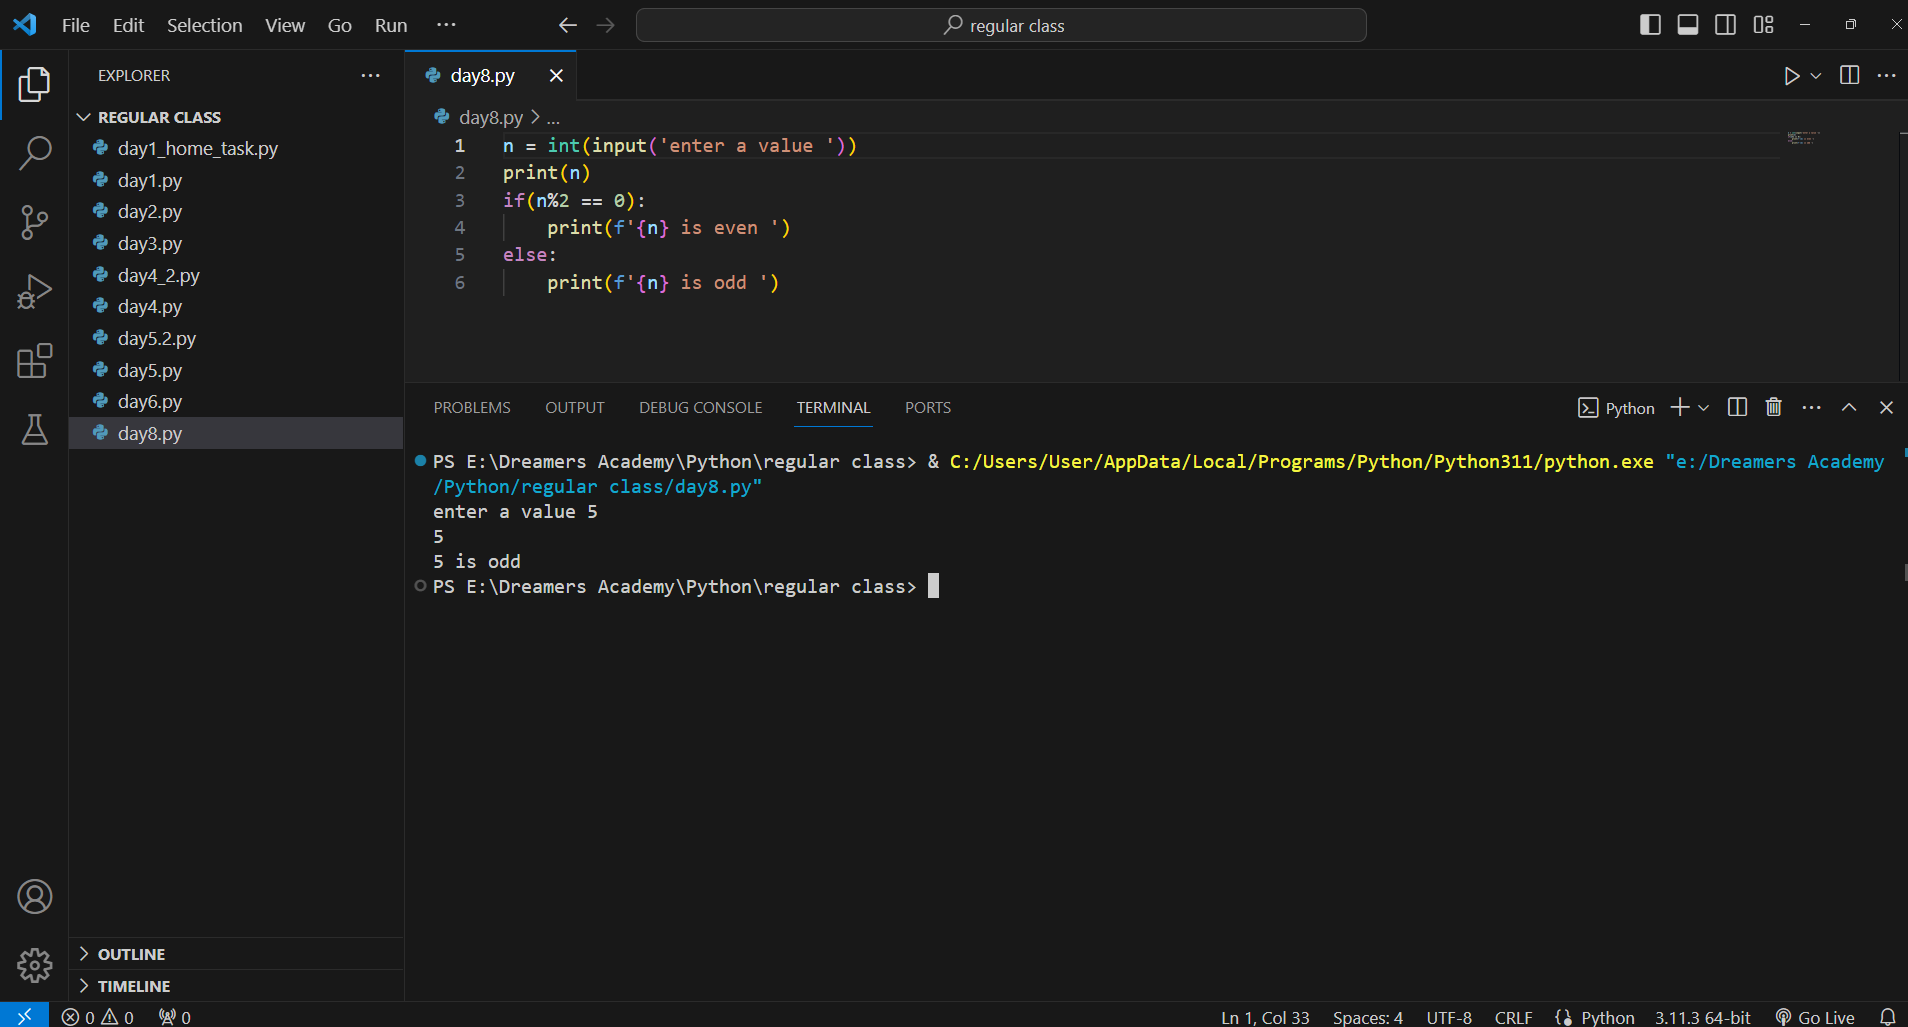 File Edit Selection View Go Run ··· regular class
EXPLORER ···
REGULAR CLASS
day1_home_task.py
day1.py
day2.py
day3.py
day4_2.py
day4.py
day5.2.py
day5.py
day6.py
day8.py
OUTLINE
TIMELINE
day8.py
day8.py > ...
1 n = int(input('enter a value '))
2 print(n)
3 if(n%2 == 0):
4     print(f'{n} is even ')
5 else:
6     print(f'{n} is odd ')
PROBLEMS OUTPUT DEBUG CONSOLE TERMINAL PORTS Python
PS E:\Dreamers Academy\Python\regular class> & C:/Users/User/AppData/Local/Programs/Python/Python311/python.exe "e:/Dreamers Academy
/Python/regular class/day8.py"
enter a value 5
5
5 is odd
PS E:\Dreamers Academy\Python\regular class>
0 0 0 Ln 1, Col 33 Spaces: 4 UTF-8 CRLF Python 3.11.3 64-bit Go Live